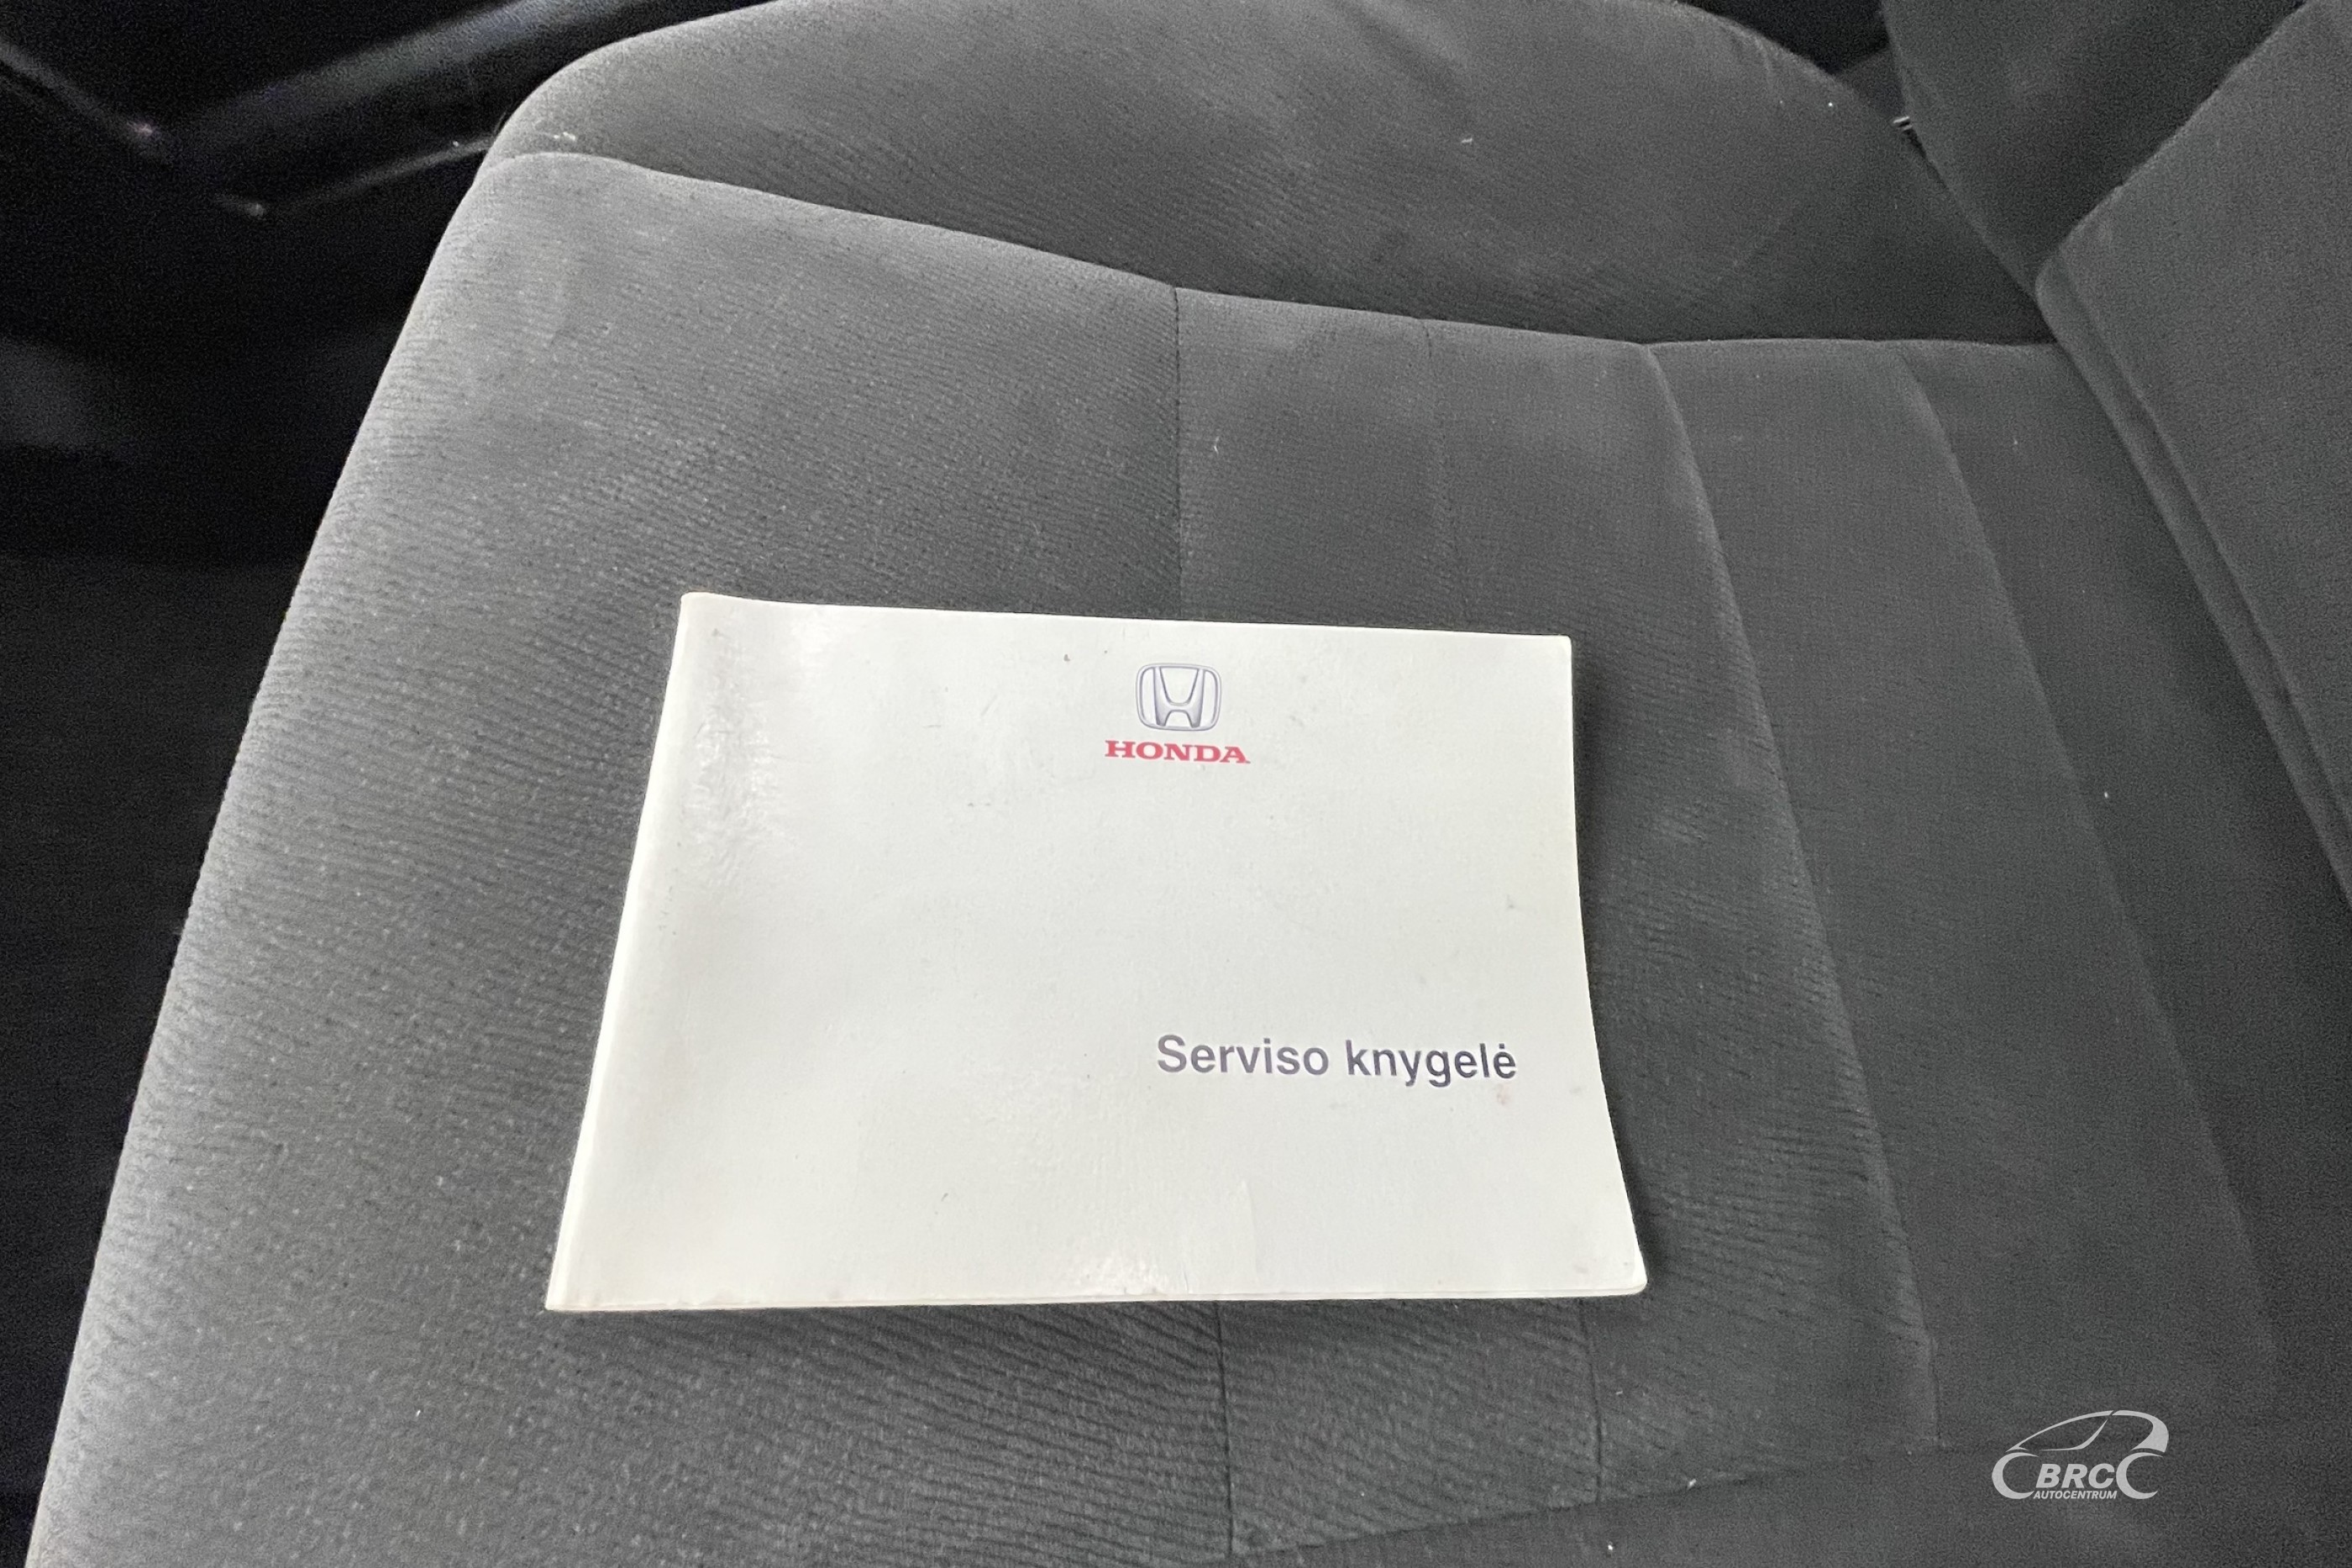 HONDA
Serviso knygelė
BRC
AUTOCENTRUM